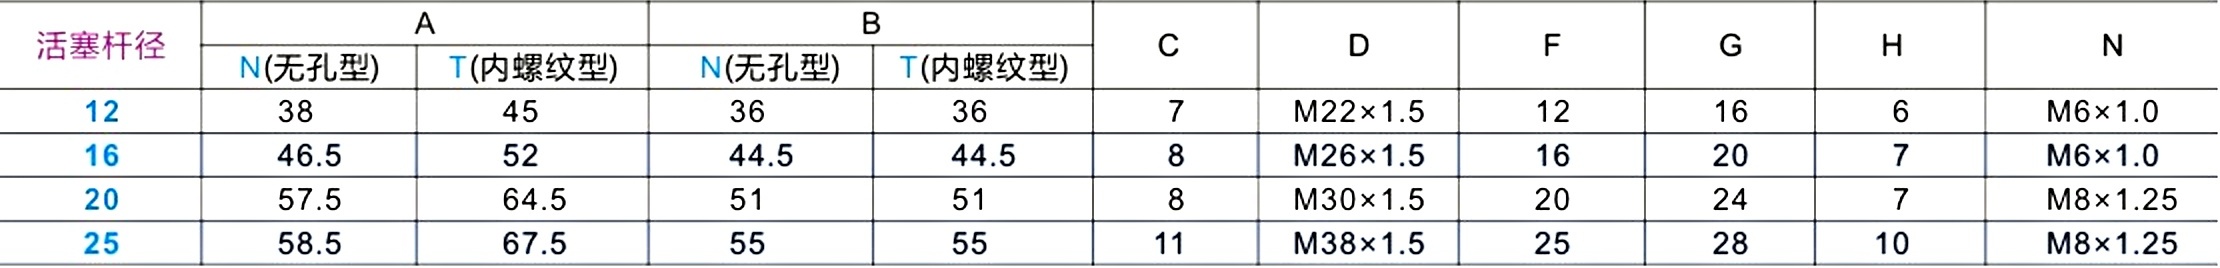 活塞杆径 A B C D F G H N
N(无孔型) T(内螺纹型) N(无孔型) T(内螺纹型)
12 38 45 36 36 7 M22×1.5 12 16 6 M6×1.0
16 46.5 52 44.5 44.5 8 M26×1.5 16 20 7 M6×1.0
20 57.5 64.5 51 51 8 M30×1.5 20 24 7 M8×1.25
25 58.5 67.5 55 55 11 M38×1.5 25 28 10 M8×1.25